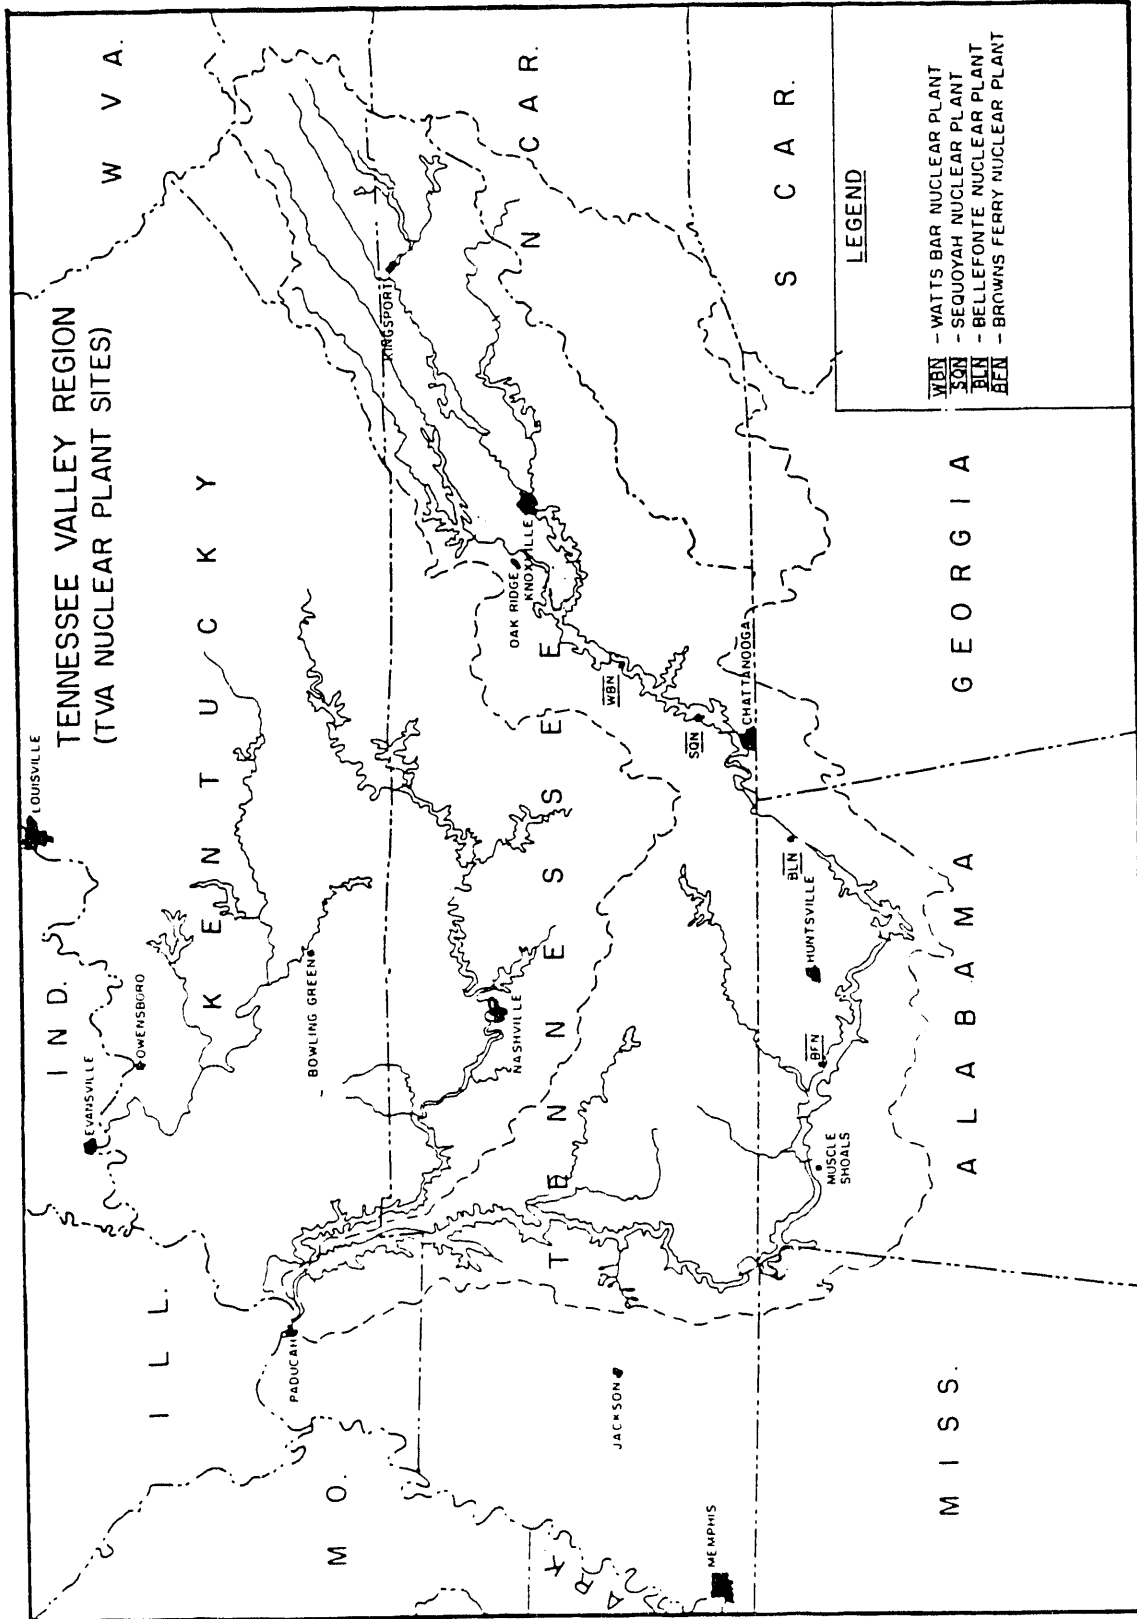 TENNESSEE VALLEY REGION
(TVA NUCLEAR PLANT SITES)
LOUISVILLE
IND.
EVANSVILLE
OWENSBORO
W VA.
ILL.
KENTUCKY
BOWLING GREEN
PADUCAH
MO.
KINGSPORT
N CAR.
NASHVILLE
OAK RIDGE
KNOXVILLE
TENNESSEE
JACKSON
WBN
SQN
CHATTANOOGA
MEMPHIS
ARK
S CAR.
BLN
HUNTSVILLE
BFN
MUSCLE
SHOALS
MISS.
ALABAMA
GEORGIA
LEGEND
WBN - WATTS BAR NUCLEAR PLANT
SQN - SEQUOYAH NUCLEAR PLANT
BLN - BELLEFONTE NUCLEAR PLANT
BFN - BROWNS FERRY NUCLEAR PLANT